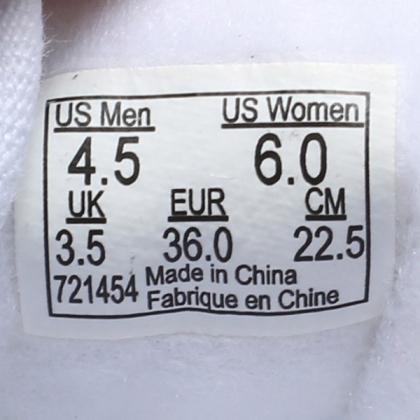 US Men US Women
4.5 6.0
UK EUR CM
3.5 36.0 22.5
721454 Made in China
Fabrique en Chine